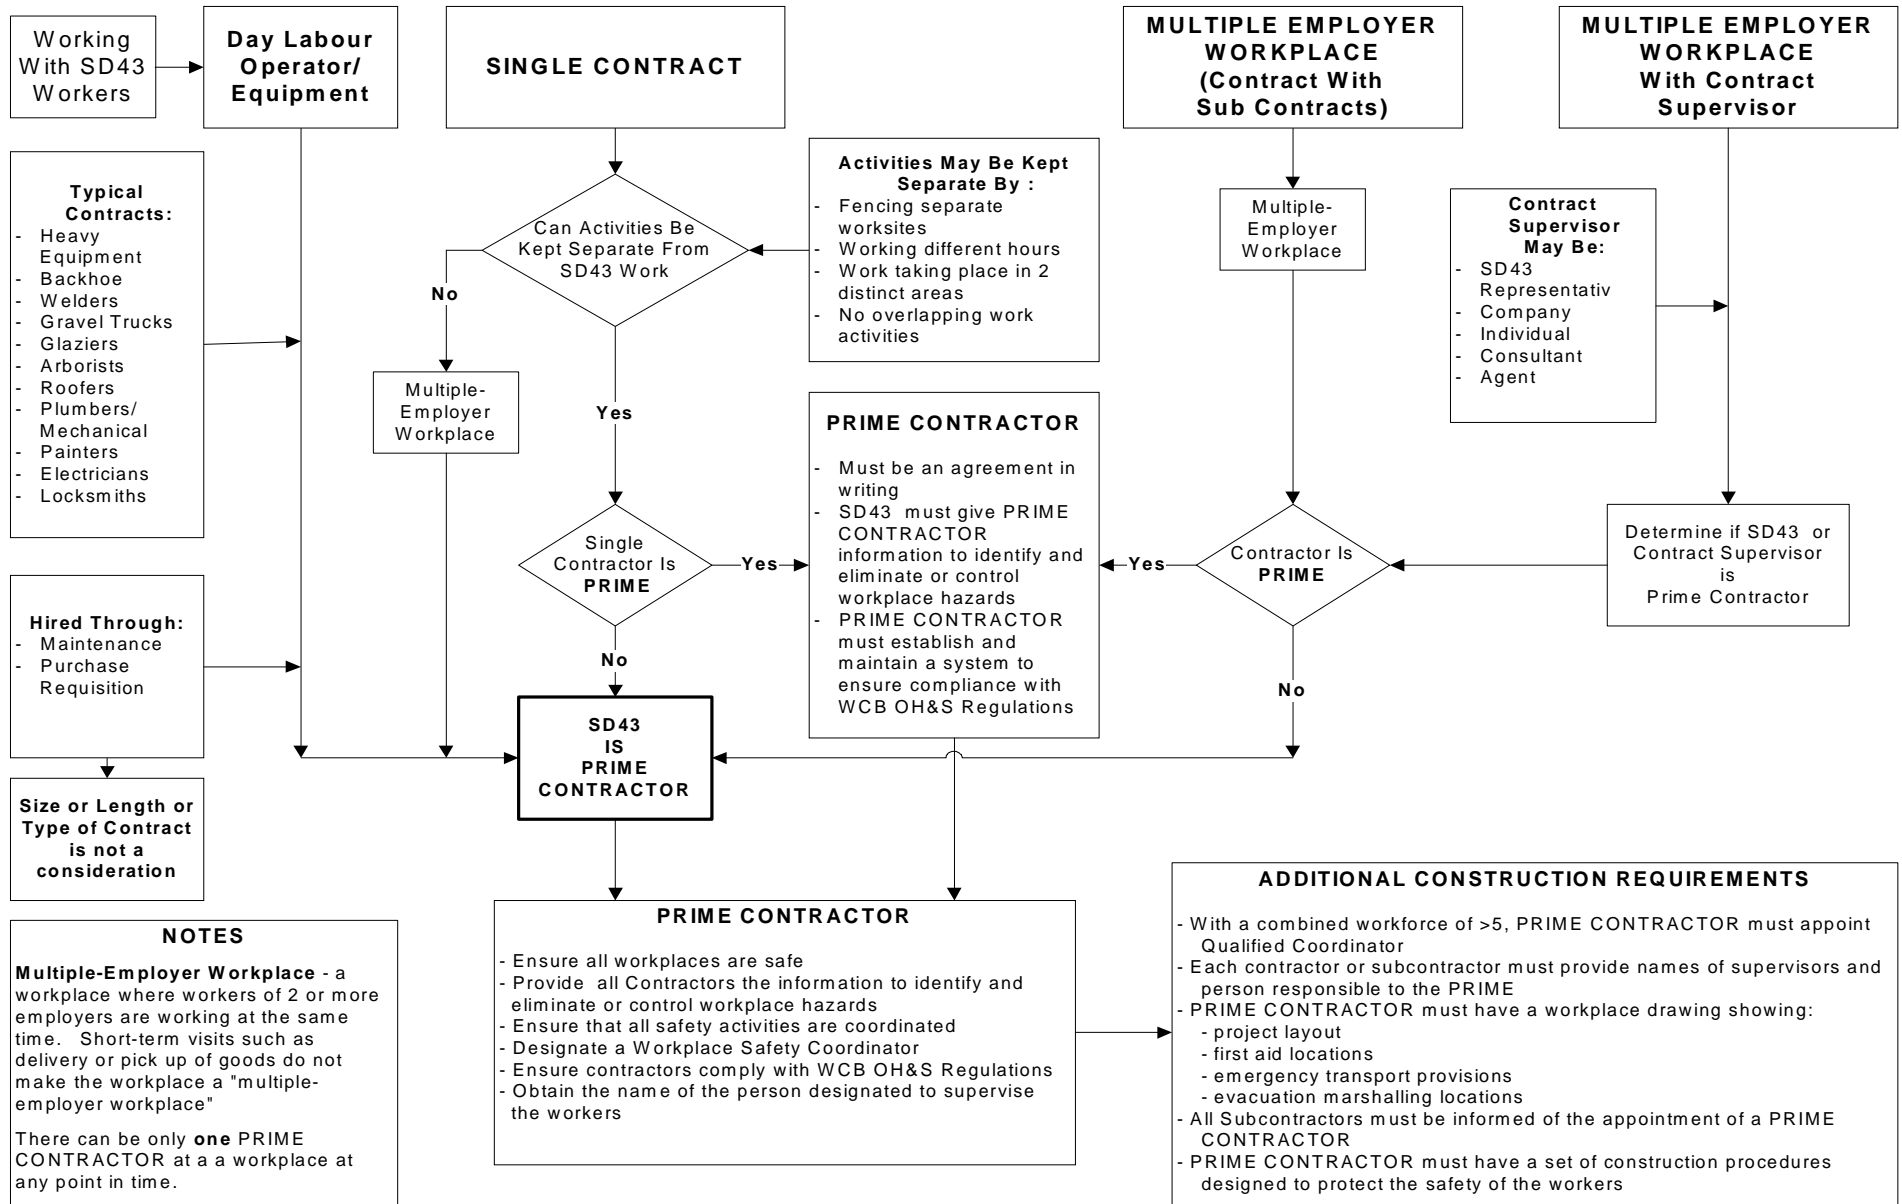 Working
With SD43
Workers
Day Labour
Operator/
Equipment
SINGLE CONTRACT
MULTIPLE EMPLOYER
WORKPLACE
(Contract With
Sub Contracts)
MULTIPLE EMPLOYER
WORKPLACE
With Contract
Supervisor
Typical
Contracts:
- Heavy
Equipment
- Backhoe
- Welders
- Gravel Trucks
- Glaziers
- Arborists
- Roofers
- Plumbers/
Mechanical
- Painters
- Electricians
- Locksmiths
Can Activities Be
Kept Separate From
SD43 Work
Activities May Be Kept
Separate By :
- Fencing separate
worksites
- Working different hours
- Work taking place in 2
distinct areas
- No overlapping work
activities
Multiple-
Employer
Workplace
Contract
Supervisor
May Be:
- SD43
Representativ
- Company
- Individual
- Consultant
- Agent
No
Multiple-
Employer
Workplace
Yes
PRIME CONTRACTOR
- Must be an agreement in
writing
- SD43 must give PRIME
CONTRACTOR
information to identify and
eliminate or control
workplace hazards
- PRIME CONTRACTOR
must establish and
maintain a system to
ensure compliance with
WCB OH&S Regulations
Single
Contractor Is
PRIME
Yes
Yes
Contractor Is
PRIME
Determine if SD43 or
Contract Supervisor
is
Prime Contractor
Hired Through:
- Maintenance
- Purchase
Requisition
No
No
SD43
IS
PRIME
CONTRACTOR
Size or Length or
Type of Contract
is not a
consideration
NOTES
Multiple-Employer Workplace - a
workplace where workers of 2 or more
employers are working at the same
time. Short-term visits such as
delivery or pick up of goods do not
make the workplace a "multiple-
employer workplace"
There can be only one PRIME
CONTRACTOR at a a workplace at
any point in time.
PRIME CONTRACTOR
- Ensure all workplaces are safe
- Provide all Contractors the information to identify and
eliminate or control workplace hazards
- Ensure that all safety activities are coordinated
- Designate a Workplace Safety Coordinator
- Ensure contractors comply with WCB OH&S Regulations
- Obtain the name of the person designated to supervise
the workers
ADDITIONAL CONSTRUCTION REQUIREMENTS
- With a combined workforce of >5, PRIME CONTRACTOR must appoint
Qualified Coordinator
- Each contractor or subcontractor must provide names of supervisors and
person responsible to the PRIME
- PRIME CONTRACTOR must have a workplace drawing showing:
- project layout
- first aid locations
- emergency transport provisions
- evacuation marshalling locations
- All Subcontractors must be informed of the appointment of a PRIME
CONTRACTOR
- PRIME CONTRACTOR must have a set of construction procedures
designed to protect the safety of the workers